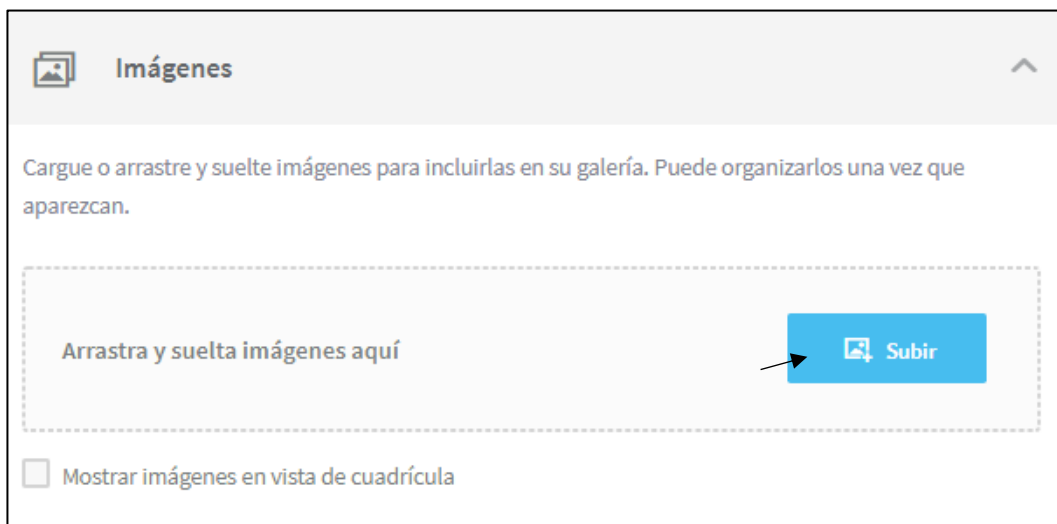 Imágenes
Cargue o arrastre y suelte imágenes para incluirlas en su galería. Puede organizarlos una vez que
aparezcan.
Arrastra y suelta imágenes aquí
Subir
Mostrar imágenes en vista de cuadrícula